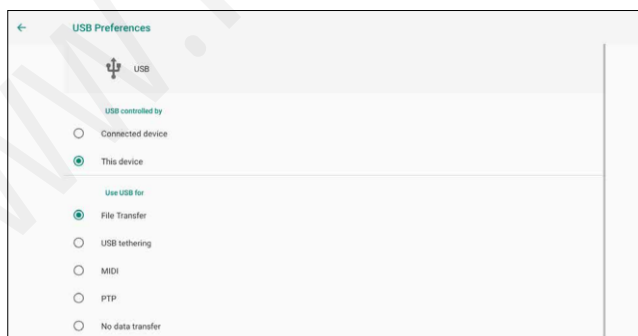 USB Preferences
USB
USB controlled by
Connected device
This device
Use USB for
File Transfer
USB tethering
MIDI
PTP
No data transfer